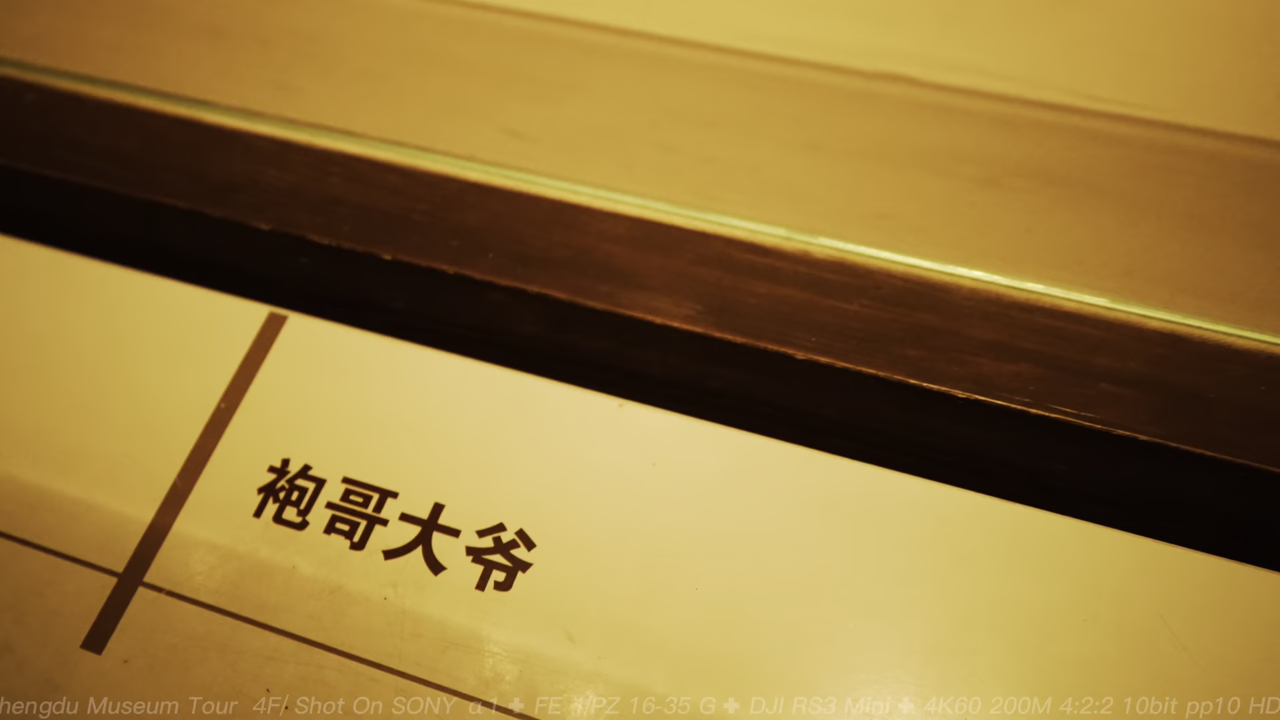 袍哥大爷
hengdu Museum Tour 4F/ Shot On SONY α1 ✦ FE /PZ 16-35 G ✦ DJI RS3 Mini ✦ 4K60 200M 4:2:2 10bit pp10 HD